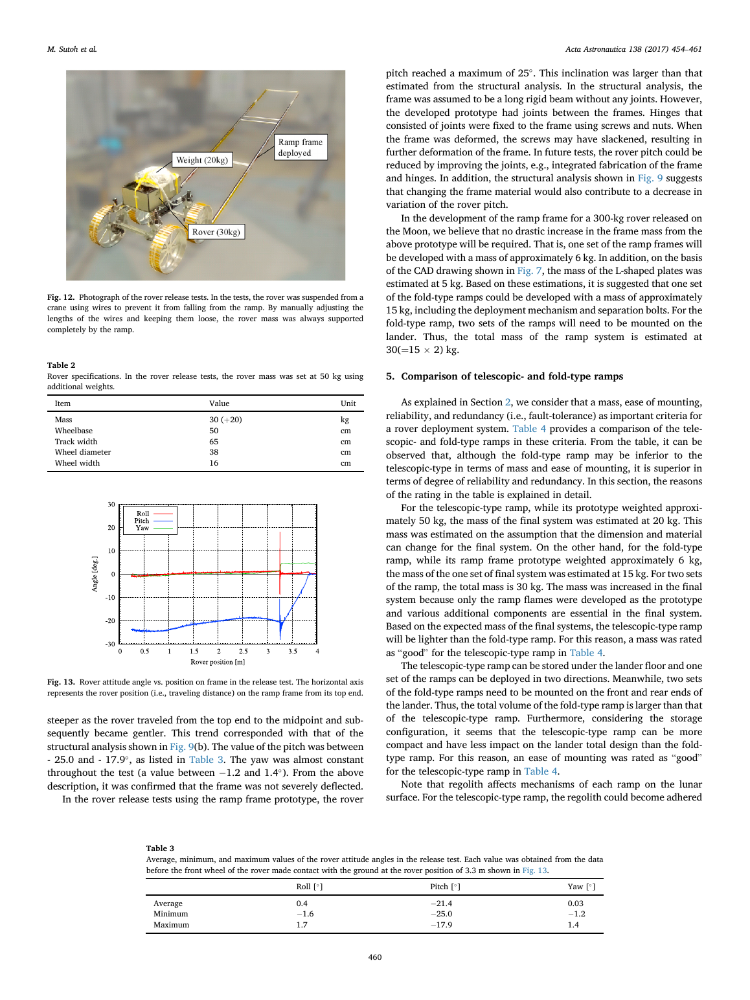 M. Sutoh et al.
Acta Astronautica 138 (2017) 454–461
Weight (20kg)
Ramp frame
deployed
Rover (30kg)
Fig. 12. Photograph of the rover release tests. In the tests, the rover was suspended from a
crane using wires to prevent it from falling from the ramp. By manually adjusting the
lengths of the wires and keeping them loose, the rover mass was always supported
completely by the ramp.
Table 2
Rover specifications. In the rover release tests, the rover mass was set at 50 kg using
additional weights.
Item Value Unit
Mass 30 (+20) kg
Wheelbase 50 cm
Track width 65 cm
Wheel diameter 38 cm
Wheel width 16 cm
30
20
10
0
-10
-20
-30
Angle [deg.]
Roll
Pitch
Yaw
0 0.5 1 1.5 2 2.5 3 3.5 4
Rover position [m]
Fig. 13. Rover attitude angle vs. position on frame in the release test. The horizontal axis
represents the rover position (i.e., traveling distance) on the ramp frame from its top end.
steeper as the rover traveled from the top end to the midpoint and sub-
sequently became gentler. This trend corresponded with that of the
structural analysis shown in Fig. 9(b). The value of the pitch was between
- 25.0 and - 17.9°, as listed in Table 3. The yaw was almost constant
throughout the test (a value between −1.2 and 1.4°). From the above
description, it was confirmed that the frame was not severely deflected.
In the rover release tests using the ramp frame prototype, the rover
pitch reached a maximum of 25°. This inclination was larger than that
estimated from the structural analysis. In the structural analysis, the
frame was assumed to be a long rigid beam without any joints. However,
the developed prototype had joints between the frames. Hinges that
consisted of joints were fixed to the frame using screws and nuts. When
the frame was deformed, the screws may have slackened, resulting in
further deformation of the frame. In future tests, the rover pitch could be
reduced by improving the joints, e.g., integrated fabrication of the frame
and hinges. In addition, the structural analysis shown in Fig. 9 suggests
that changing the frame material would also contribute to a decrease in
variation of the rover pitch.
In the development of the ramp frame for a 300-kg rover released on
the Moon, we believe that no drastic increase in the frame mass from the
above prototype will be required. That is, one set of the ramp frames will
be developed with a mass of approximately 6 kg. In addition, on the basis
of the CAD drawing shown in Fig. 7, the mass of the L-shaped plates was
estimated at 5 kg. Based on these estimations, it is suggested that one set
of the fold-type ramps could be developed with a mass of approximately
15 kg, including the deployment mechanism and separation bolts. For the
fold-type ramp, two sets of the ramps will need to be mounted on the
lander. Thus, the total mass of the ramp system is estimated at
30(=15 × 2) kg.
5. Comparison of telescopic- and fold-type ramps
As explained in Section 2, we consider that a mass, ease of mounting,
reliability, and redundancy (i.e., fault-tolerance) as important criteria for
a rover deployment system. Table 4 provides a comparison of the tele-
scopic- and fold-type ramps in these criteria. From the table, it can be
observed that, although the fold-type ramp may be inferior to the
telescopic-type in terms of mass and ease of mounting, it is superior in
terms of degree of reliability and redundancy. In this section, the reasons
of the rating in the table is explained in detail.
For the telescopic-type ramp, while its prototype weighted approxi-
mately 50 kg, the mass of the final system was estimated at 20 kg. This
mass was estimated on the assumption that the dimension and material
can change for the final system. On the other hand, for the fold-type
ramp, while its ramp frame prototype weighted approximately 6 kg,
the mass of the one set of final system was estimated at 15 kg. For two sets
of the ramp, the total mass is 30 kg. The mass was increased in the final
system because only the ramp flames were developed as the prototype
and various additional components are essential in the final system.
Based on the expected mass of the final systems, the telescopic-type ramp
will be lighter than the fold-type ramp. For this reason, a mass was rated
as “good” for the telescopic-type ramp in Table 4.
The telescopic-type ramp can be stored under the lander floor and one
set of the ramps can be deployed in two directions. Meanwhile, two sets
of the fold-type ramps need to be mounted on the front and rear ends of
the lander. Thus, the total volume of the fold-type ramp is larger than that
of the telescopic-type ramp. Furthermore, considering the storage
configuration, it seems that the telescopic-type ramp can be more
compact and have less impact on the lander total design than the fold-
type ramp. For this reason, an ease of mounting was rated as “good”
for the telescopic-type ramp in Table 4.
Note that regolith affects mechanisms of each ramp on the lunar
surface. For the telescopic-type ramp, the regolith could become adhered
Table 3
Average, minimum, and maximum values of the rover attitude angles in the release test. Each value was obtained from the data
before the front wheel of the rover made contact with the ground at the rover position of 3.3 m shown in Fig. 13.
Roll [°] Pitch [°] Yaw [°]
Average 0.4 −21.4 0.03
Minimum −1.6 −25.0 −1.2
Maximum 1.7 −17.9 1.4
460